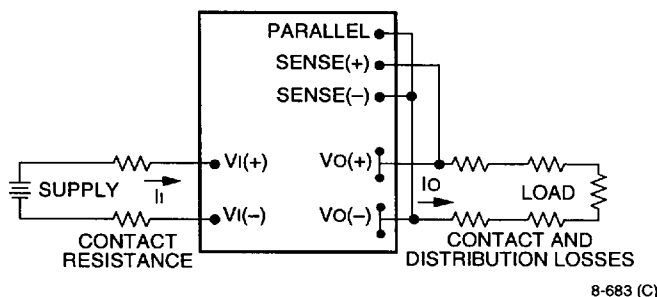 PARALLEL
SENSE(+)
SENSE(–)
VI(+)
VO(+)
SUPPLY
II
IO
LOAD
VI(–)
VO(–)
CONTACT
RESISTANCE
CONTACT AND
DISTRIBUTION LOSSES
8-683 (C)